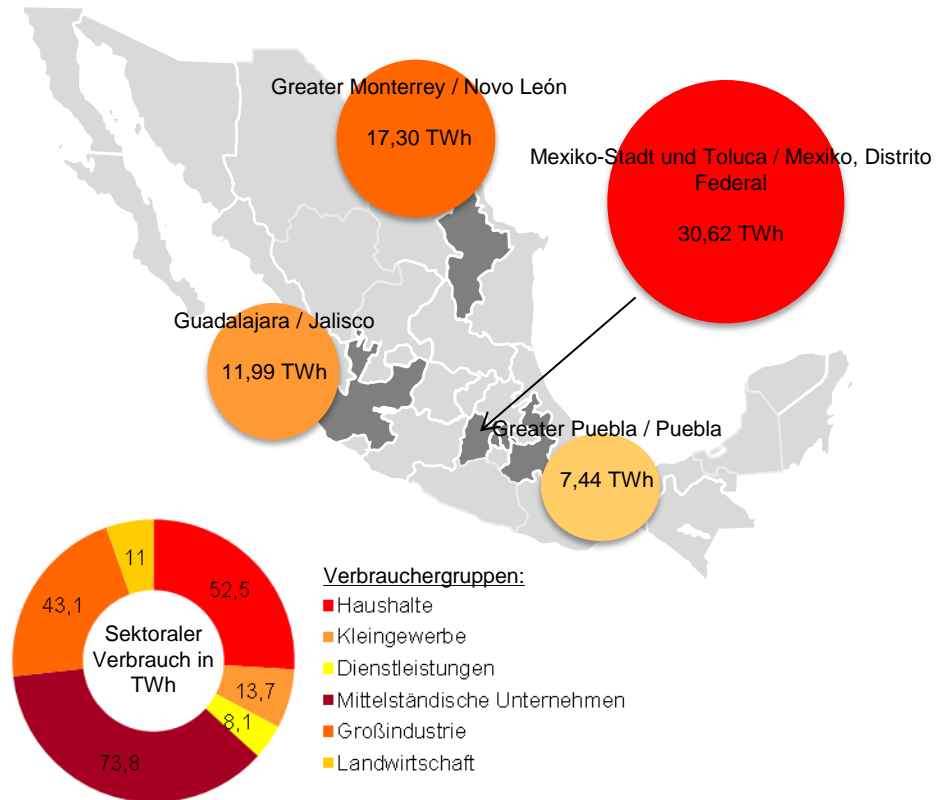 Greater Monterrey / Novo León
17,30 TWh
Mexiko-Stadt und Toluca / Mexiko, Distrito
Federal
30,62 TWh
Guadalajara / Jalisco
11,99 TWh
Greater Puebla / Puebla
7,44 TWh
11
52,5
43,1
Sektoraler
Verbrauch in
TWh
13,7
8,1
73,8
Verbrauchergruppen:
Haushalte
Kleingewerbe
Dienstleistungen
Mittelständische Unternehmen
Großindustrie
Landwirtschaft